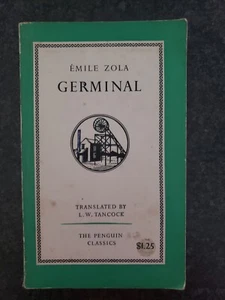 ÉMILE ZOLA
GERMINAL
TRANSLATED BY
L. W. TANCOCK
THE PENGUIN
CLASSICS
$1.25